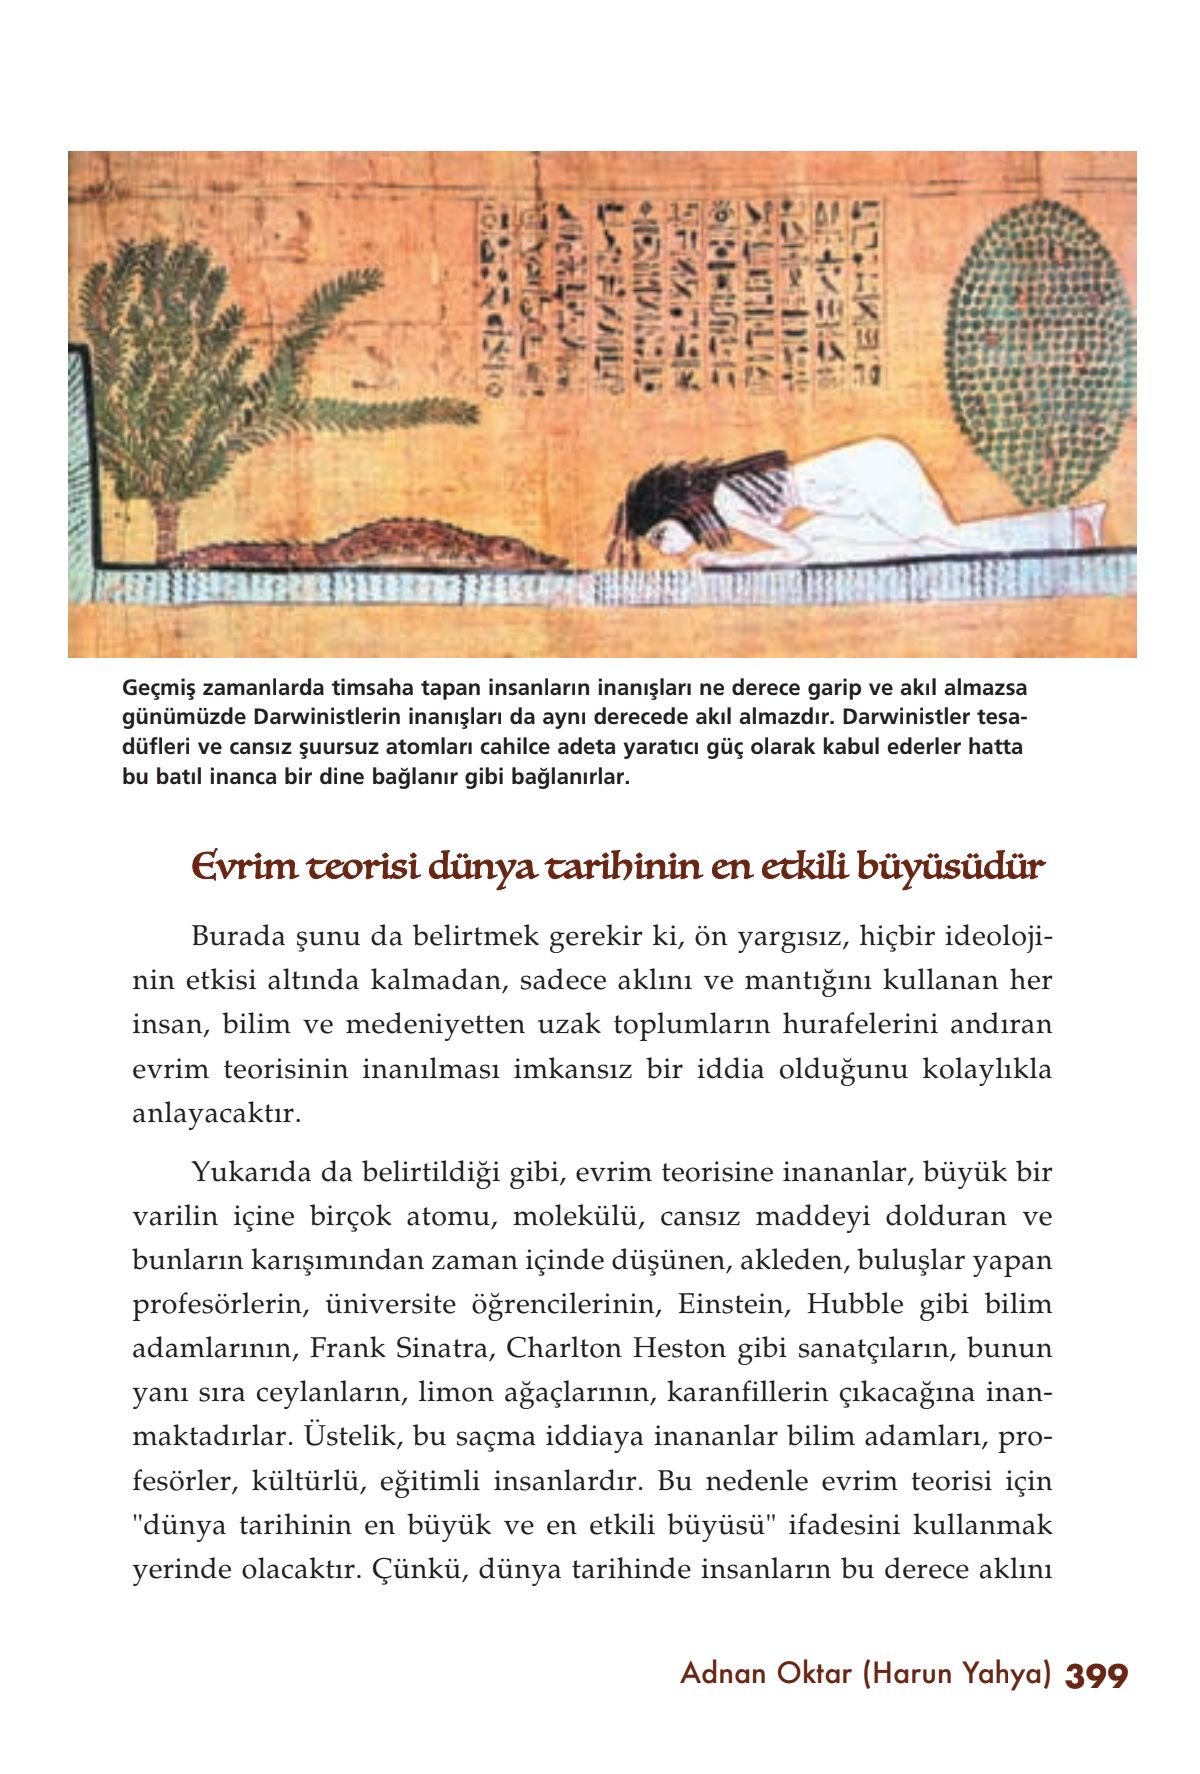 Geçmiş zamanlarda timsaha tapan insanların inanışları ne derece garip ve akıl almazsa
günümüzde Darwinistlerin inanışları da aynı derecede akıl almazdır. Darwinistler tesa-
düfleri ve cansız şuursuz atomları cahilce adeta yaratıcı güç olarak kabul ederler hatta
bu batıl inanca bir dine bağlanır gibi bağlanırlar.
Evrim teorisi dünya tarihinin en etkili büyüsüdür
Burada şunu da belirtmek gerekir ki, ön yargısız, hiçbir ideoloji-
nin etkisi altında kalmadan, sadece aklını ve mantığını kullanan her
insan, bilim ve medeniyetten uzak toplumların hurafelerini andıran
evrim teorisinin inanılması imkansız bir iddia olduğunu kolaylıkla
anlayacaktır.
Yukarıda da belirtildiği gibi, evrim teorisine inananlar, büyük bir
varilin içine birçok atomu, molekülü, cansız maddeyi dolduran ve
bunların karışımından zaman içinde düşünen, akleden, buluşlar yapan
profesörlerin, üniversite öğrencilerinin, Einstein, Hubble gibi bilim
adamlarının, Frank Sinatra, Charlton Heston gibi sanatçıların, bunun
yanı sıra ceylanların, limon ağaçlarının, karanfillerin çıkacağına inan-
maktadırlar. Üstelik, bu saçma iddiaya inananlar bilim adamları, pro-
fesörler, kültürlü, eğitimli insanlardır. Bu nedenle evrim teorisi için
"dünya tarihinin en büyük ve en etkili büyüsü" ifadesini kullanmak
yerinde olacaktır. Çünkü, dünya tarihinde insanların bu derece aklını
Adnan Oktar (Harun Yahya) 399